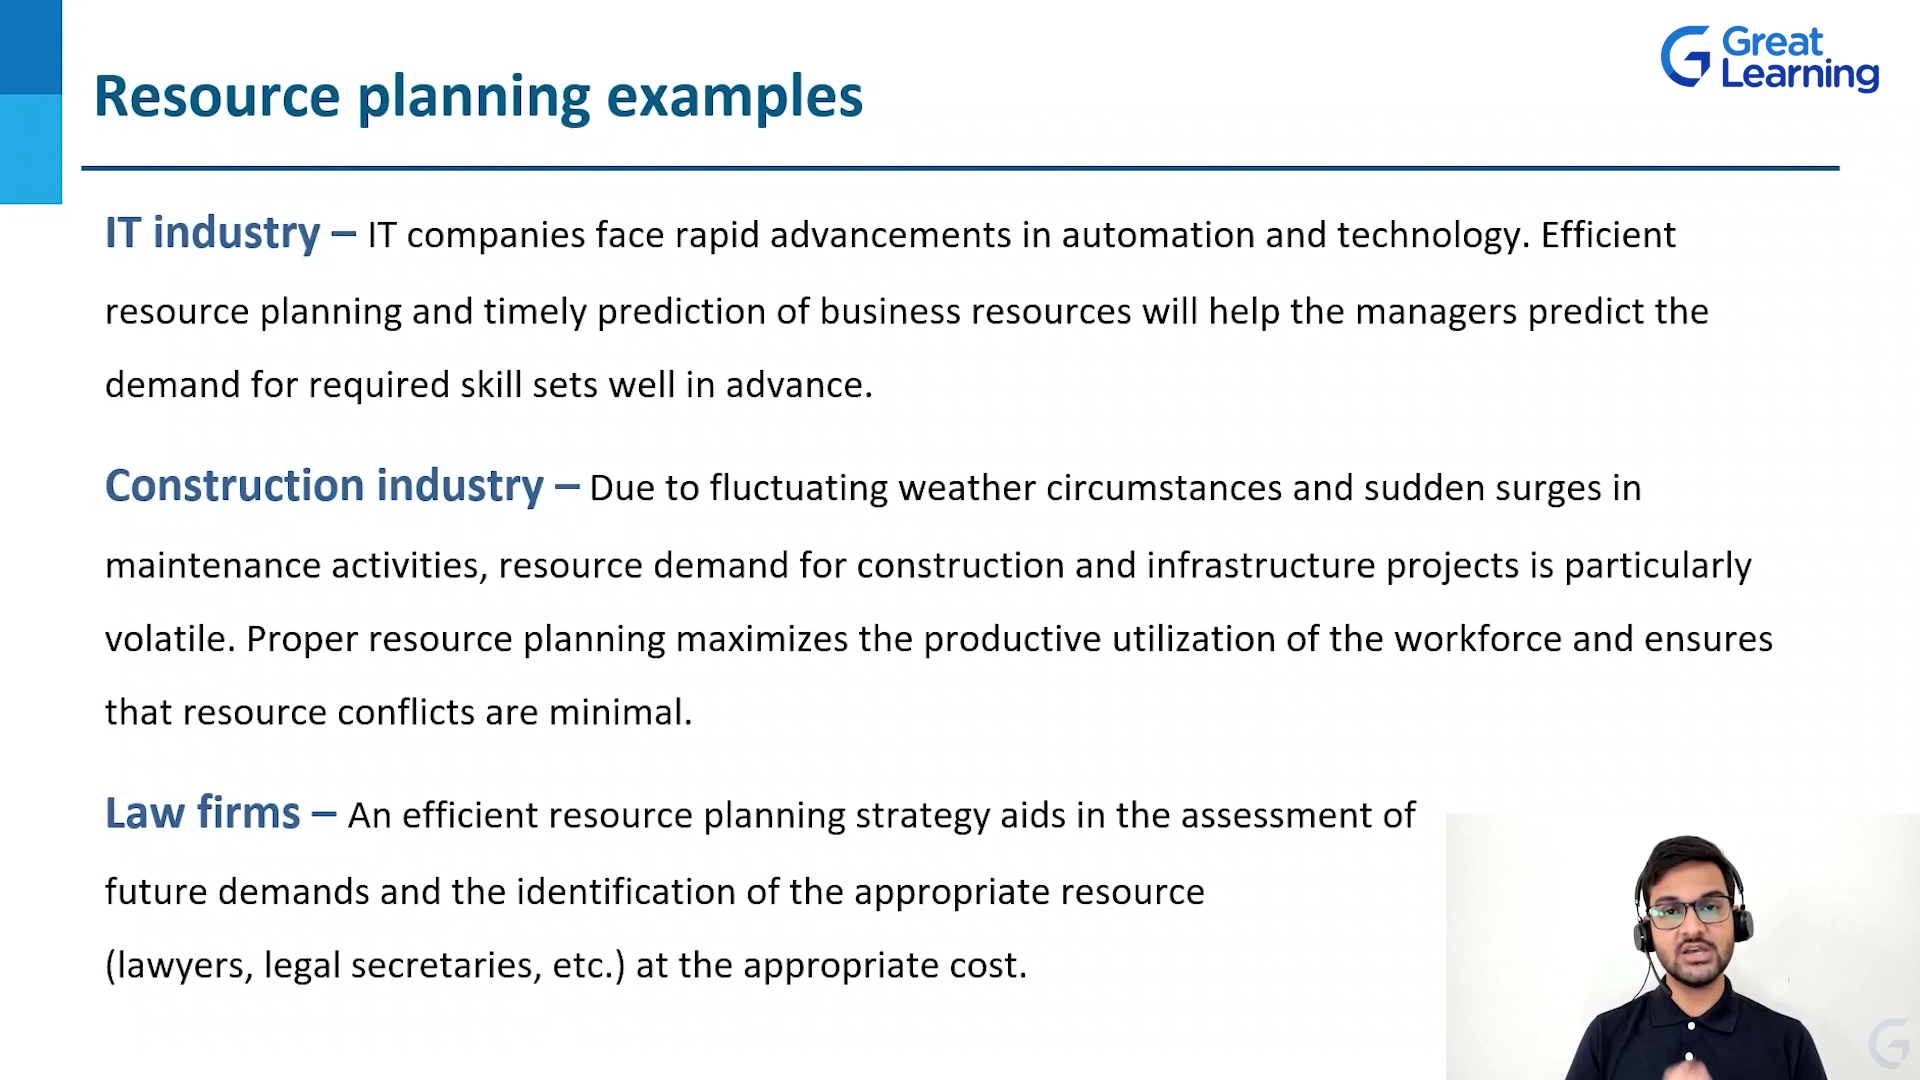 Great
Learning
Resource planning examples
IT industry – IT companies face rapid advancements in automation and technology. Efficient
resource planning and timely prediction of business resources will help the managers predict the
demand for required skill sets well in advance.
Construction industry – Due to fluctuating weather circumstances and sudden surges in
maintenance activities, resource demand for construction and infrastructure projects is particularly
volatile. Proper resource planning maximizes the productive utilization of the workforce and ensures
that resource conflicts are minimal.
Law firms – An efficient resource planning strategy aids in the assessment of
future demands and the identification of the appropriate resource
(lawyers, legal secretaries, etc.) at the appropriate cost.